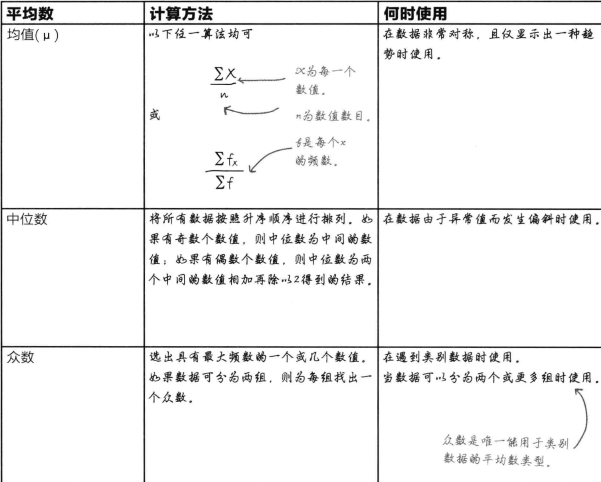 平均数 计算方法 何时使用
均值(μ)
以下任一算法均可
ΣX
n
或
Σfx
Σf
X为每一个
数值。
n为数值数目。
f是每个x
的频数。
在数据非常对称，且仅显示出一种趋
势时使用。
中位数
将所有数据按照升序顺序进行排列。如
果有奇数个数值，则中位数为中间的数
值；如果有偶数个数值，则中位数为两
个中间的数值相加再除以2得到的结果。
在数据由于异常值而发生偏斜时使用。
众数
选出具有最大频数的一个或几个数值。
如果数据可分为两组，则为每组找出一
个众数。
在遇到类别数据时使用。
当数据可以分为两个或更多组时使用。
众数是唯一能用于类别
数据的平均数类型。